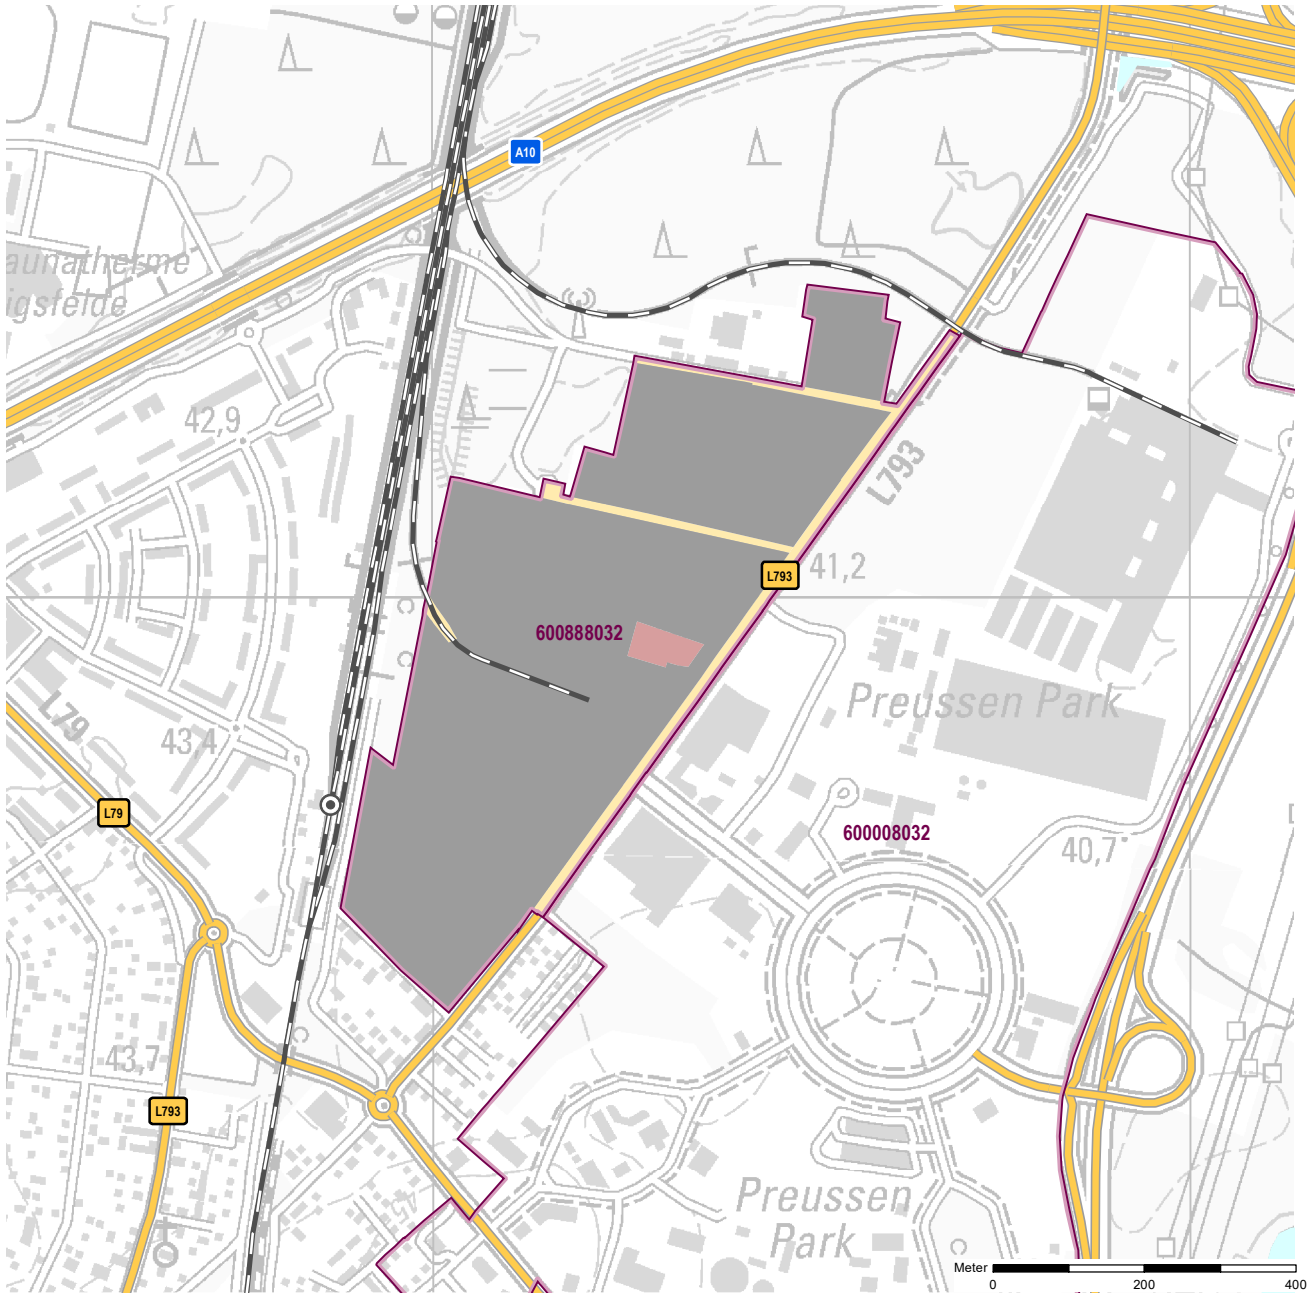 A10
aunatherme
igsfelde
42,9
L793
L793
41,2
600888032
Preussen Park
L79
43,4
L79
600008032
40,7
43,7
L793
Preussen
Park
Meter
0
200
400